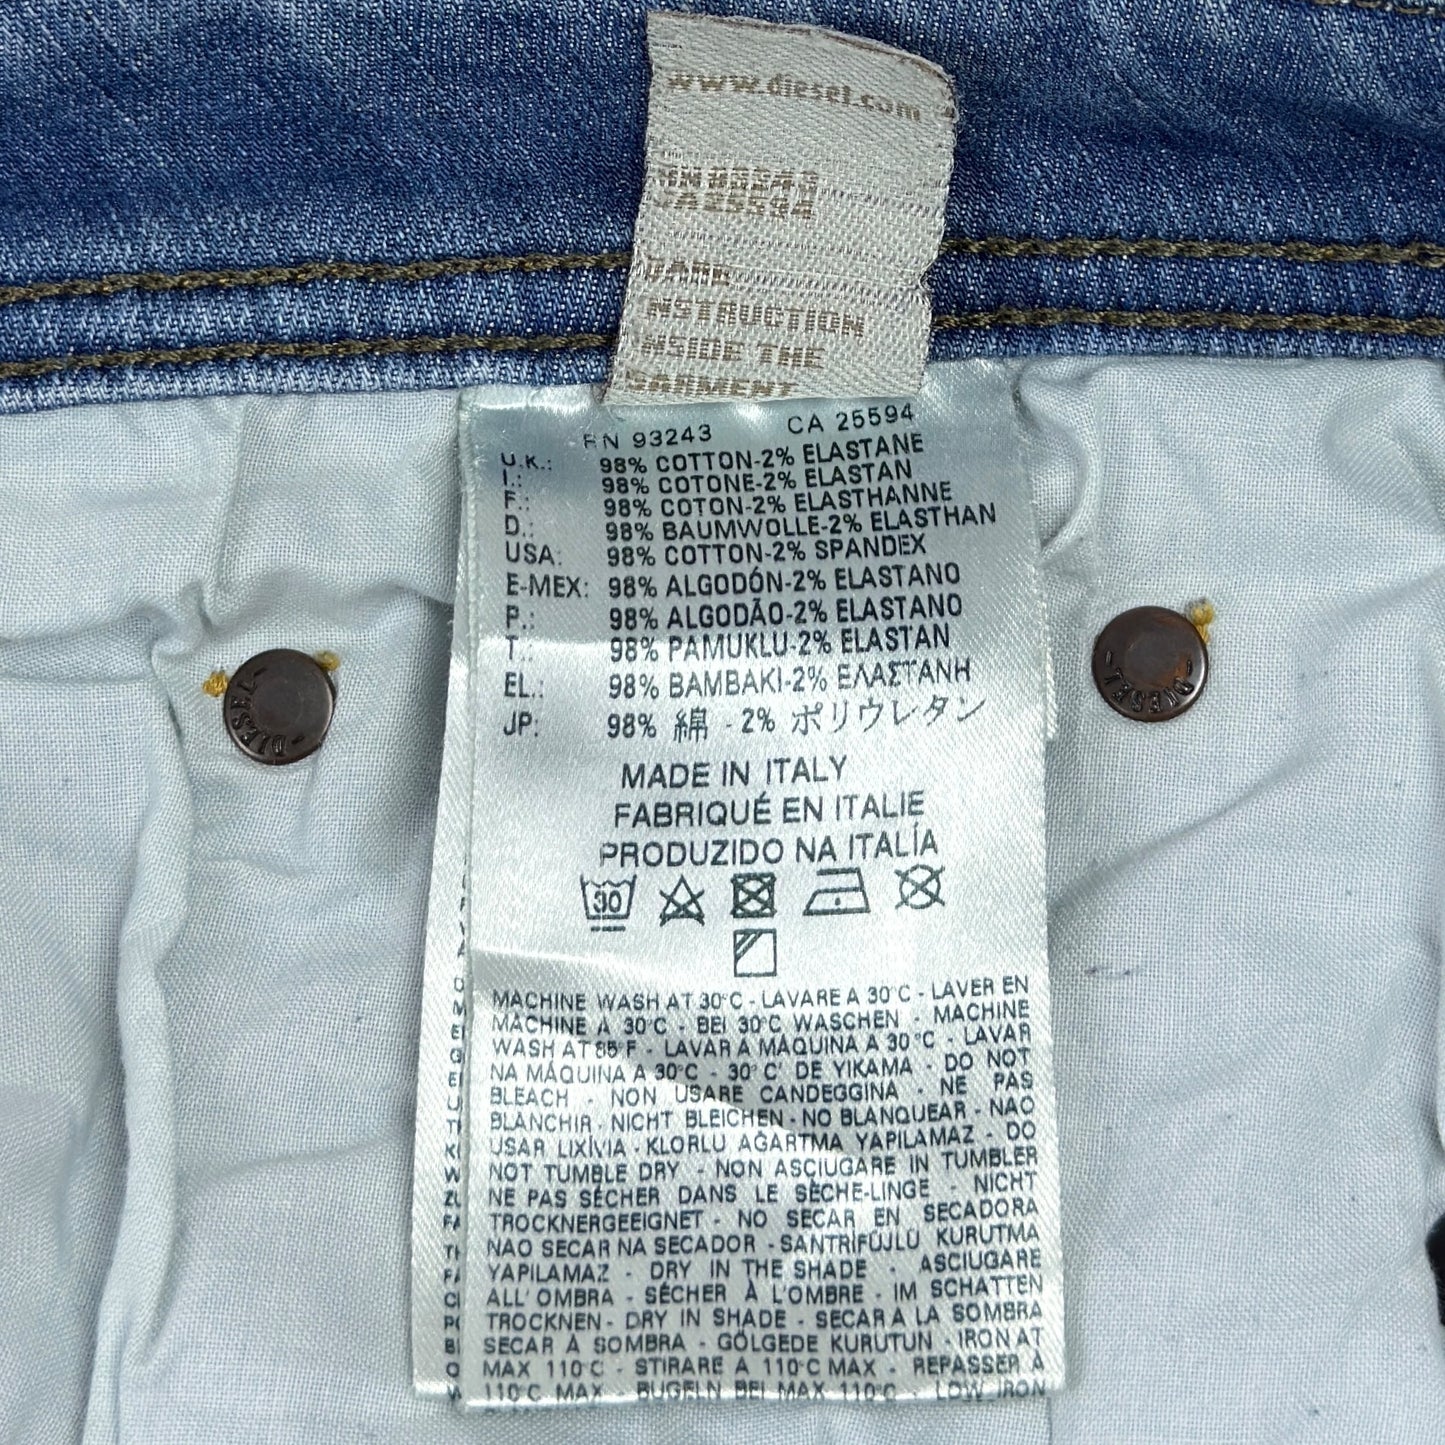 www.diesel.com
RN 93243
CA 25594
CARE
INSTRUCTION
INSIDE THE
GARMENT
RN 93243 CA 25594
U.K.: 98% COTTON-2% ELASTANE
I.: 98% COTONE-2% ELASTAN
F.: 98% COTON-2% ELASTHANNE
D.: 98% BAUMWOLLE-2% ELASTHAN
USA: 98% COTTON-2% SPANDEX
E-MEX: 98% ALGODÓN-2% ELASTANO
P.: 98% ALGODÃO-2% ELASTANO
T.: 98% PAMUKLU-2% ELASTAN
EL.: 98% BAMBAKI-2% ΕΛΑΣΤΑΝΗ
JP: 98% 綿 - 2% ポリウレタン
MADE IN ITALY
FABRIQUÉ EN ITALIE
PRODUZIDO NA ITALÍA
30
MACHINE WASH AT 30°C - LAVARE A 30°C - LAVER EN
MACHINE À 30°C - BEI 30°C WASCHEN - MACHINE
WASH AT 85°F - LAVAR A MÁQUINA A 30°C - LAVAR
NA MÁQUINA A 30°C - 30°C' DE YIKAMA - DO NOT
BLEACH - NON USARE CANDEGGINA - NE PAS
BLANCHIR - NICHT BLEICHEN - NO BLANQUEAR - NAO
USAR LIXÍVIA - KLORLU AĞARTMA YAPILAMAZ - DO
NOT TUMBLE DRY - NON ASCIUGARE IN TUMBLER
NE PAS SÉCHER DANS LE SÈCHE-LINGE - NICHT
TROCKNERGEEIGNET - NO SECAR EN SECADORA
NAO SECAR NA SECADOR - SANTRİFÜJLÜ KURUTMA
YAPILAMAZ - DRY IN THE SHADE - ASCIUGARE
ALL' OMBRA - SÉCHER À L'OMBRE - IM SCHATTEN
TROCKNEN - DRY IN SHADE - SECAR A LA SOMBRA
SECAR À SOMBRA - GÖLGEDE KURUTUN - IRON AT
MAX 110°C - STIRARE A 110°C MAX - REPASSER À
110°C MAX - BUGELN BEI MAX 110°C - LOW IRON
DIESEL
DIESEL